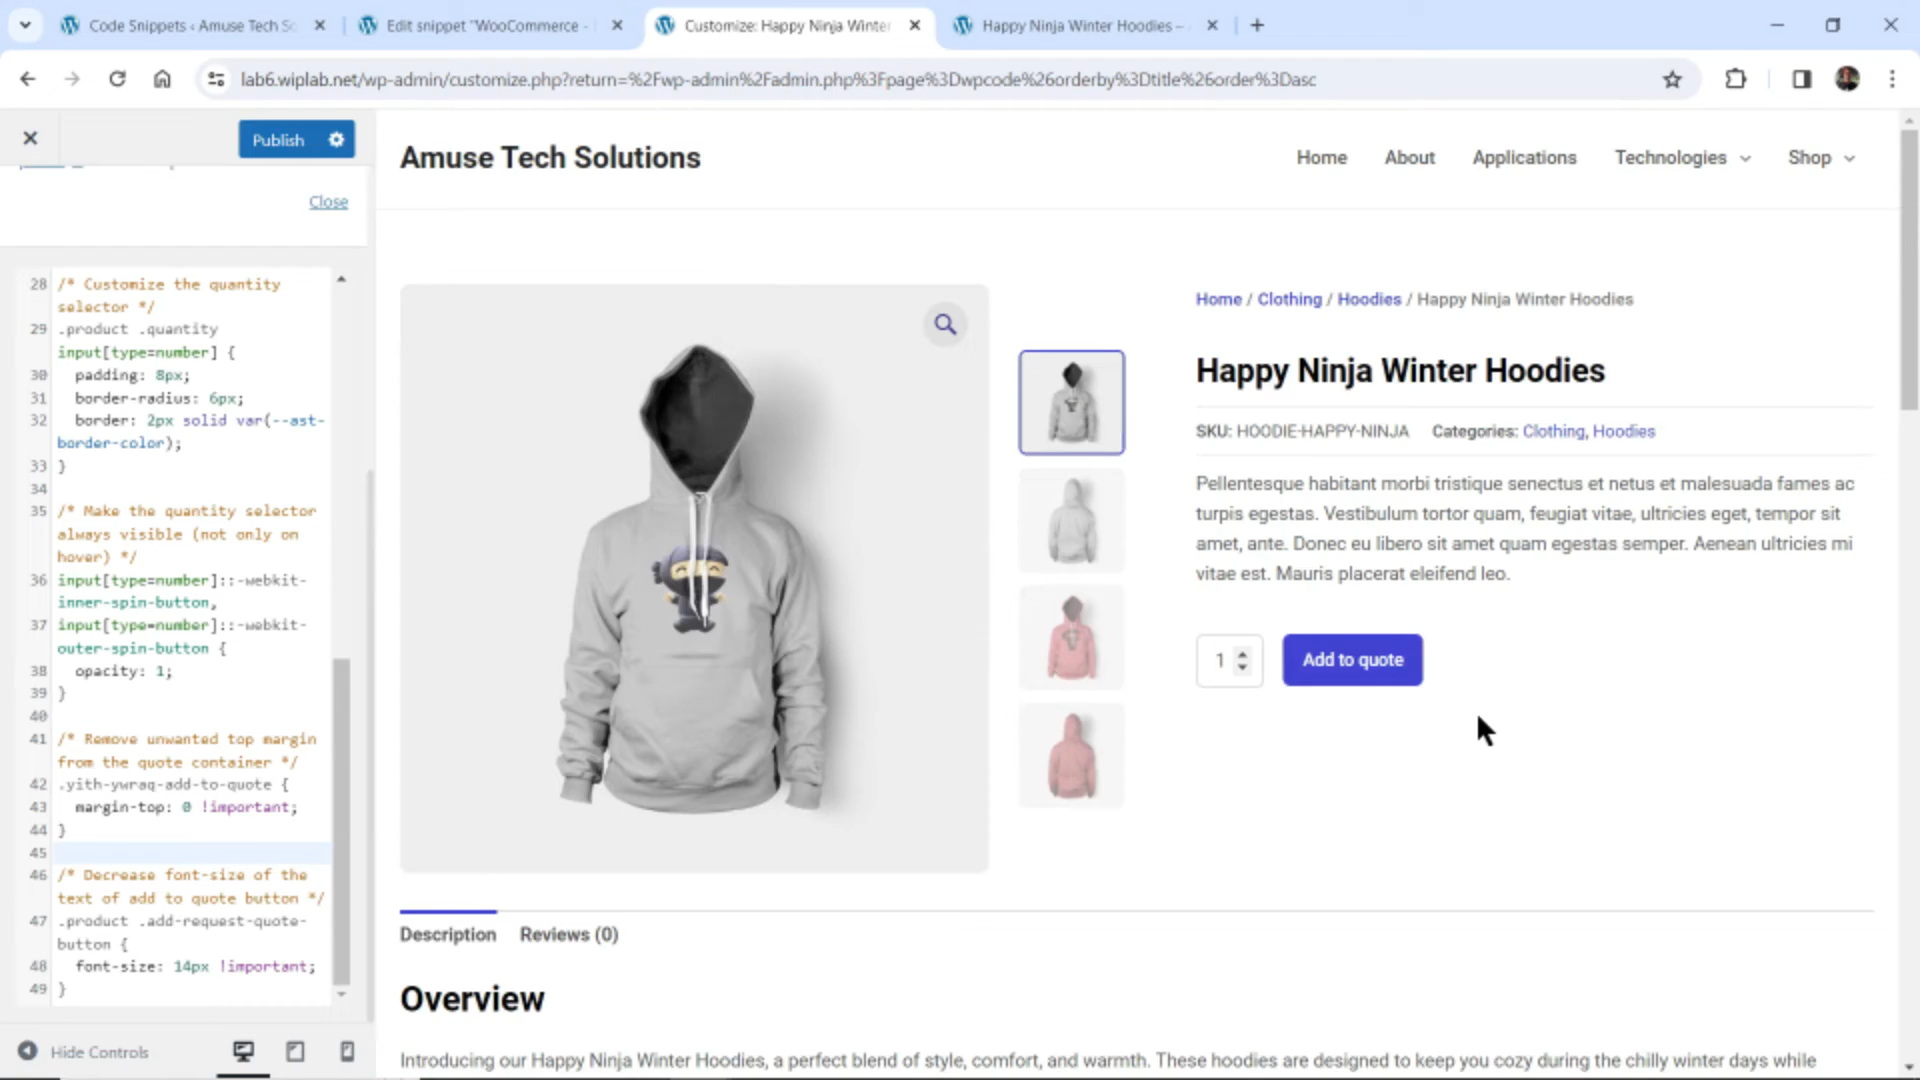 Code Snippets ‹ Amuse Tech So
Edit snippet "WooCommerce -
Customize: Happy Ninja Winter
Happy Ninja Winter Hoodies –
lab6.wiplab.net/wp-admin/customize.php?return=%2Fwp-admin%2Fadmin.php%3Fpage%3Dwpcode%26orderby%3Dtitle%26order%3Dasc
Publish
Close
28 /* Customize the quantity
selector */
29 .product .quantity
input[type=number] {
30 padding: 8px;
31 border-radius: 6px;
32 border: 2px solid var(--ast-
border-color);
33 }
34
35 /* Make the quantity selector
always visible (not only on
hover) */
36 input[type=number]::-webkit-
inner-spin-button,
37 input[type=number]::-webkit-
outer-spin-button {
38 opacity: 1;
39 }
40
41 /* Remove unwanted top margin
from the quote container */
42 .yith-ywraq-add-to-quote {
43 margin-top: 0 !important;
44 }
45
46 /* Decrease font-size of the
text of add to quote button */
47 .product .add-request-quote-
button {
48 font-size: 14px !important;
49 }
Hide Controls
Amuse Tech Solutions
Home About Applications Technologies Shop
Home / Clothing / Hoodies / Happy Ninja Winter Hoodies
Happy Ninja Winter Hoodies
SKU: HOODIE-HAPPY-NINJA Categories: Clothing, Hoodies
Pellentesque habitant morbi tristique senectus et netus et malesuada fames ac
turpis egestas. Vestibulum tortor quam, feugiat vitae, ultricies eget, tempor sit
amet, ante. Donec eu libero sit amet quam egestas semper. Aenean ultricies mi
vitae est. Mauris placerat eleifend leo.
1 Add to quote
Description Reviews (0)
Overview
Introducing our Happy Ninja Winter Hoodies, a perfect blend of style, comfort, and warmth. These hoodies are designed to keep you cozy during the chilly winter days while